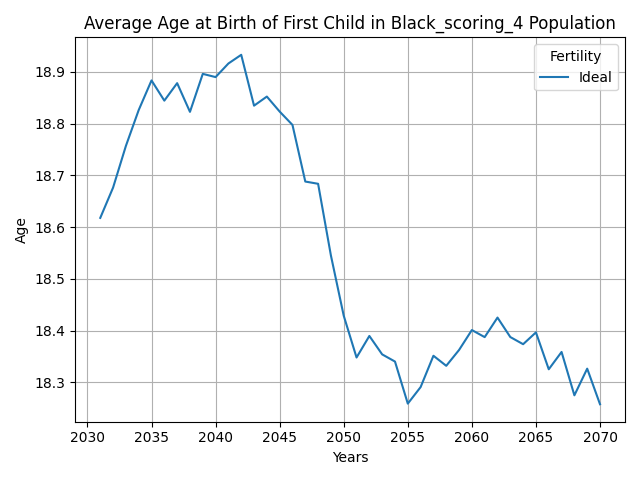 Average Age at Birth of First Child in Black_scoring_4 Population
Fertility
Ideal
Age
18.9
18.8
18.7
18.6
18.5
18.4
18.3
2030 2035 2040 2045 2050 2055 2060 2065 2070
Years